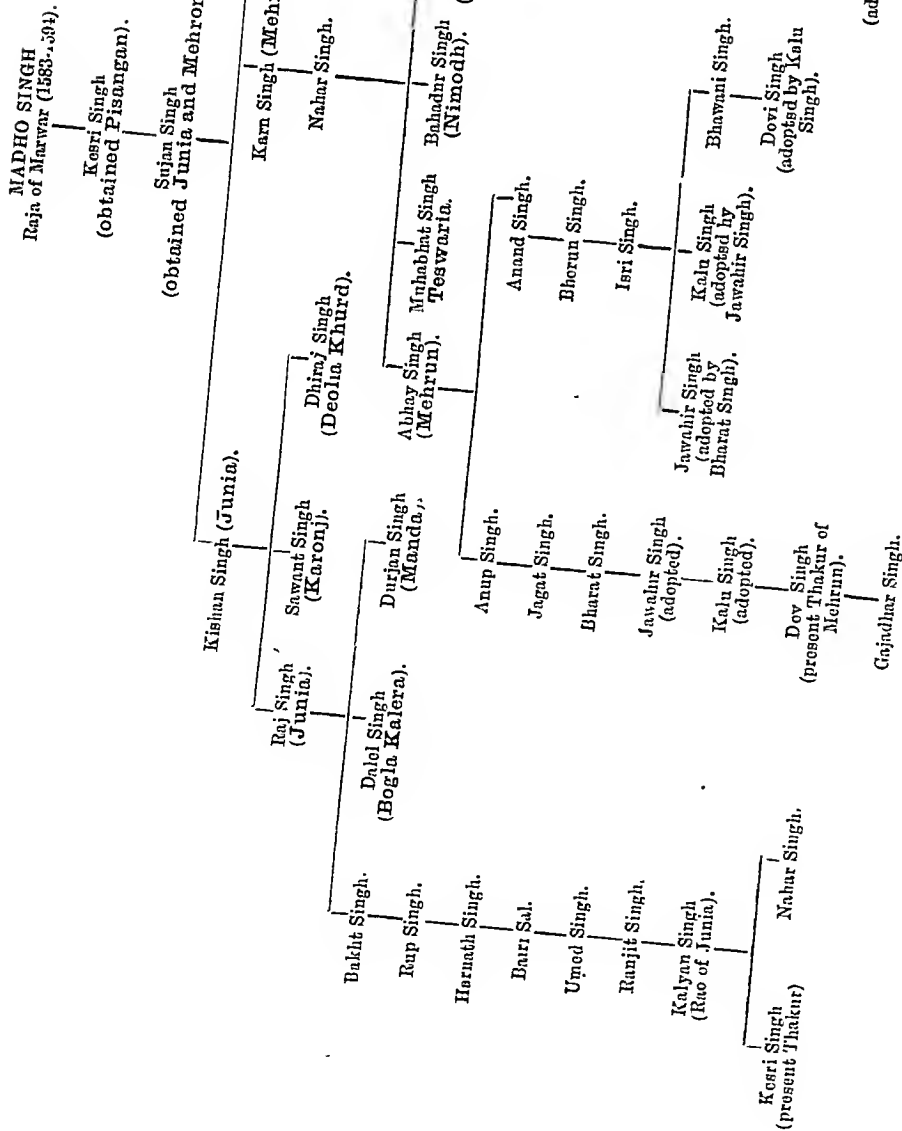 MADHO SINGH
Raja of Marwar (1583-1594).
Kesri Singh
(obtained Pisangan).
Sujan Singh
(obtained Junia and Mehron
Kishan Singh (Junia).
Karn Singh (Mehr
Raj Singh
(Junia).
Sawant Singh
(Karonj).
Dhiraj Singh
(Deolia Khurd).
Nahar Singh.
Bakht Singh.
Dalel Singh
(Bogla Kalera).
Durjan Singh
(Manda,.
Abhay Singh
(Mehrun).
Muhabhat Singh
Teswaria.
Bahadnr Singh
(Nimodh).
Rup Singh.
Harnath Singh.
Bairi Sal.
Umed Singh.
Ranjit Singh.
Kalyan Singh
(Rao of Junia).
Kesri Singh
(present Thakur)
Nahar Singh.
Anup Singh.
Jagat Singh.
Bharat Singh.
Jawahir Singh
(adopted).
Kalu Singh
(adopted).
Dev Singh
(present Thakur of
Mehrun).
Gajadhar Singh.
Anand Singh.
Bhorun Singh.
Isri Singh.
Jawahir Singh
(adopted by
Bharat Singh).
Kalu Singh
(adopted by
Jawahir Singh).
Bhawani Singh.
Devi Singh
(adopted by Kalu
Singh).
(ad